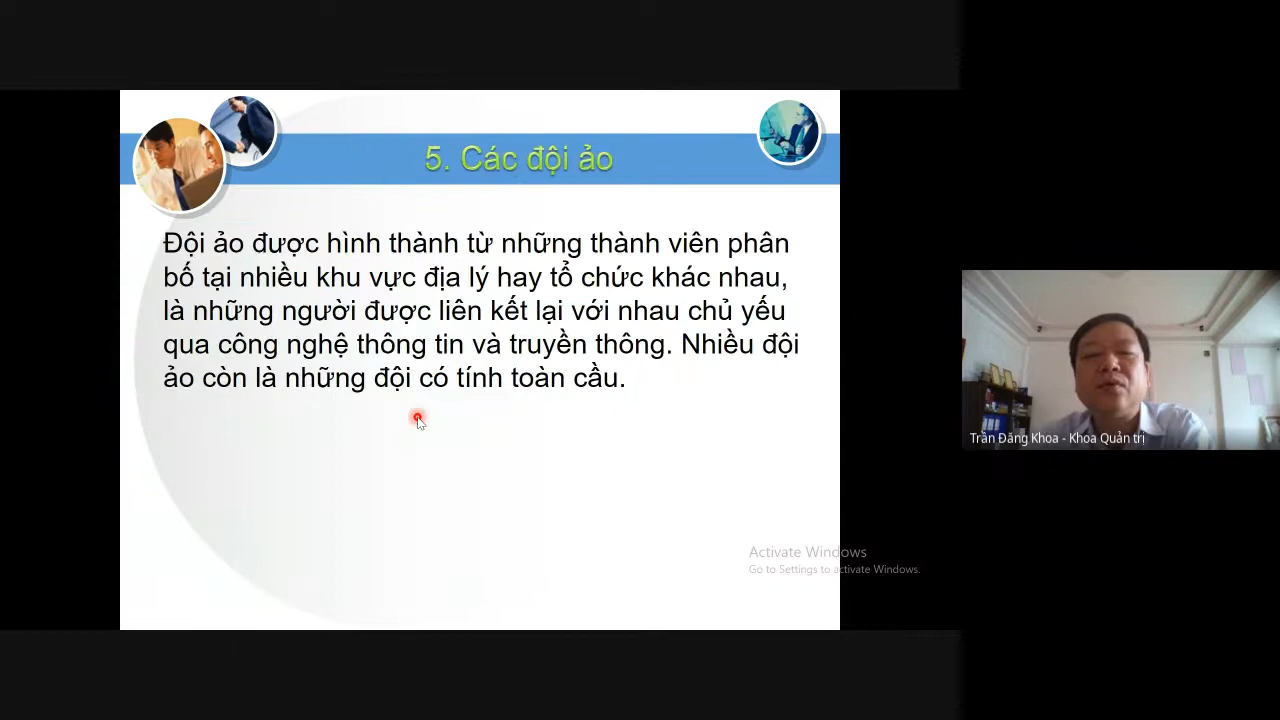 5. Các đội ảo
Đội ảo được hình thành từ những thành viên phân
bố tại nhiều khu vực địa lý hay tổ chức khác nhau,
là những người được liên kết lại với nhau chủ yếu
qua công nghệ thông tin và truyền thông. Nhiều đội
ảo còn là những đội có tính toàn cầu.
Trần Đăng Khoa - Khoa Quản trị
Activate Windows
Go to Settings to activate Windows.